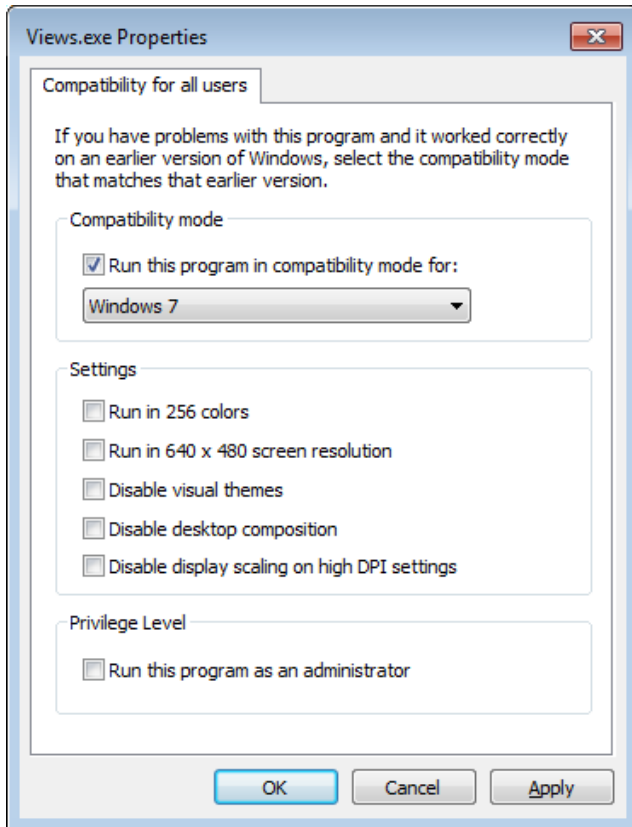 Views.exe Properties
Compatibility for all users
If you have problems with this program and it worked correctly
on an earlier version of Windows, select the compatibility mode
that matches that earlier version.
Compatibility mode
Run this program in compatibility mode for:
Windows 7
Settings
Run in 256 colors
Run in 640 x 480 screen resolution
Disable visual themes
Disable desktop composition
Disable display scaling on high DPI settings
Privilege Level
Run this program as an administrator
OK Cancel Apply